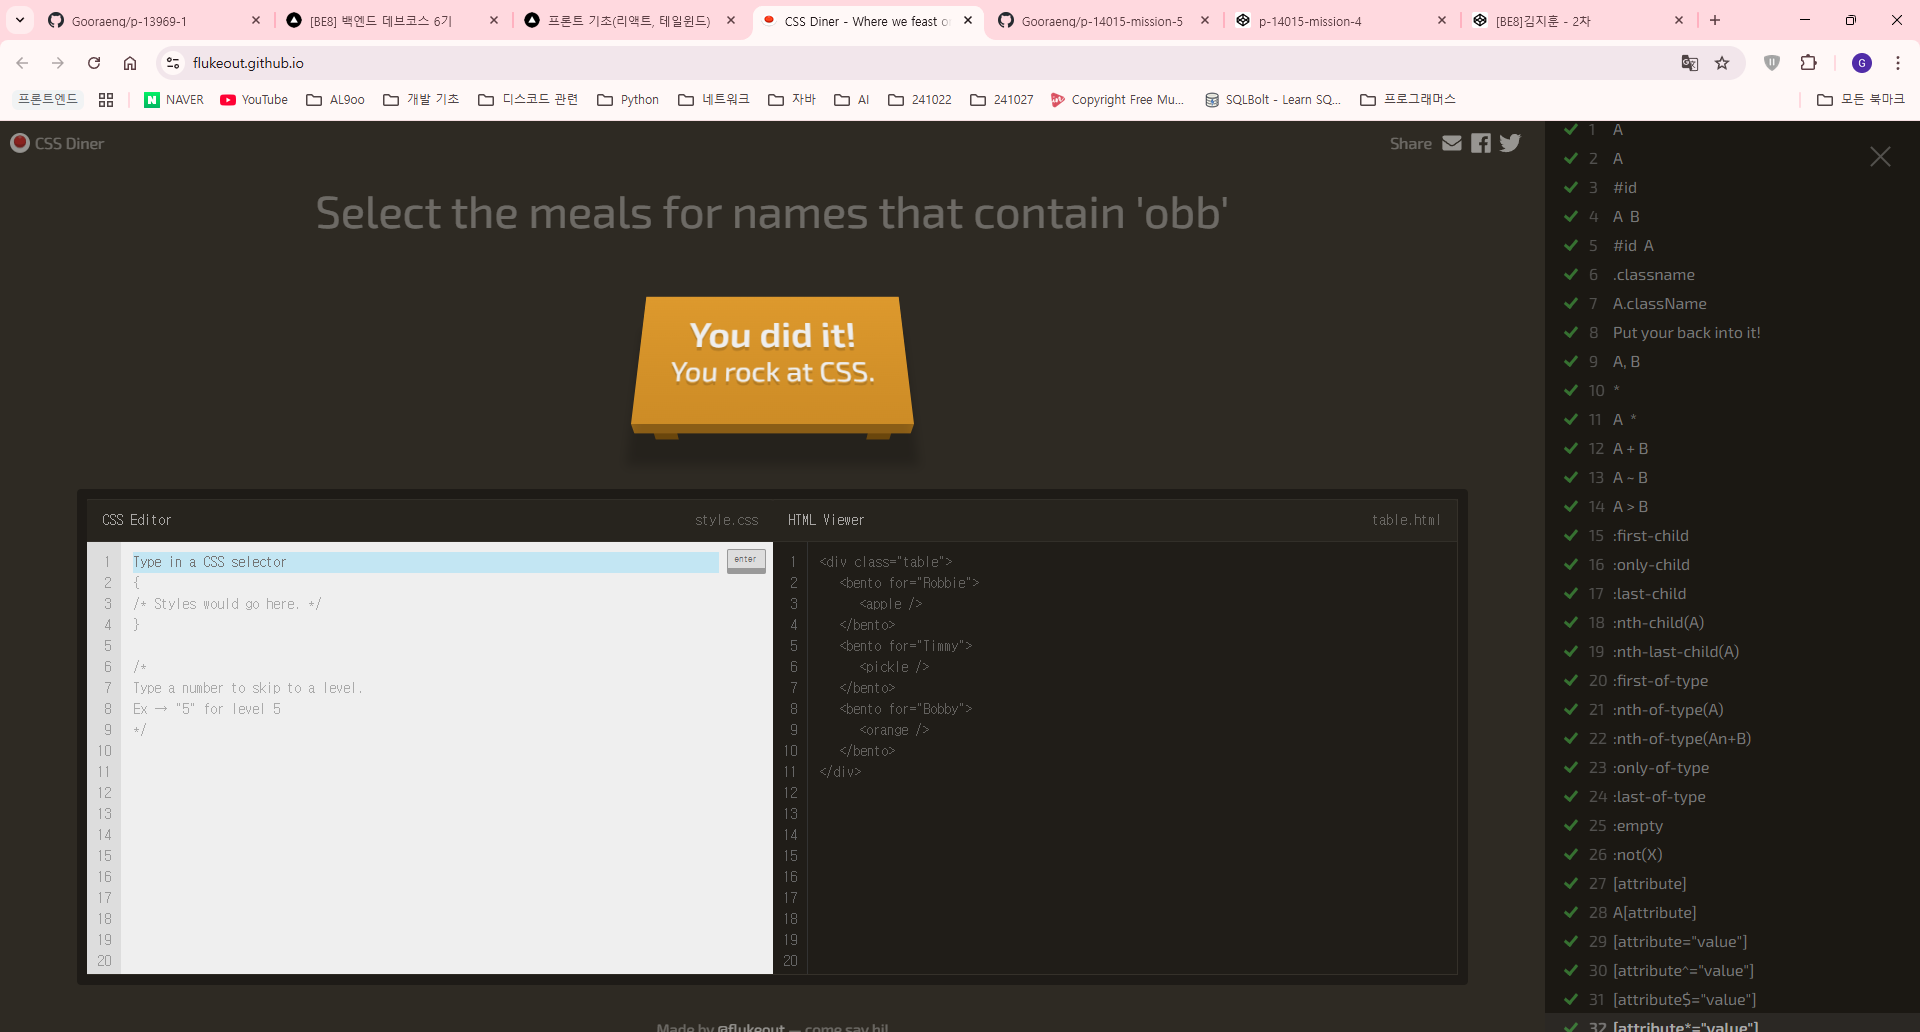 Gooraenq/p-13969-1
[BE8] 백엔드 데브코스 6기
프론트 기초(리액트, 테일윈드)
CSS Diner - Where we feast o
Gooraenq/p-14015-mission-5
p-14015-mission-4
[BE8]김지훈 - 2차
flukeout.github.io
G
프론트엔드
NAVER
YouTube
AL9oo
개발 기초
디스코드 관련
Python
네트워크
자바
AI
241022
241027
Copyright Free Mu...
SQLBolt - Learn SQ...
프로그래머스
모든 북마크
CSS Diner
Share
Select the meals for names that contain 'obb'
You did it!
You rock at CSS.
CSS Editor style.css
HTML Viewer table.html
1 Type in a CSS selector enter
2 {
3 /* Styles would go here. */
4 }
5
6 /*
7 Type a number to skip to a level.
8 Ex → "5" for level 5
9 */
10
11
12
13
14
15
16
17
18
19
20
1 <div class="table">
2 <bento for="Robbie">
3 <apple />
4 </bento>
5 <bento for="Timmy">
6 <pickle />
7 </bento>
8 <bento for="Bobby">
9 <orange />
10 </bento>
11 </div>
12
13
14
15
16
17
18
19
20
Made by @flukeout — come say hi!
1 A
2 A
3 #id
4 A B
5 #id A
6 .classname
7 A.className
8 Put your back into it!
9 A, B
10 *
11 A *
12 A + B
13 A ~ B
14 A > B
15 :first-child
16 :only-child
17 :last-child
18 :nth-child(A)
19 :nth-last-child(A)
20 :first-of-type
21 :nth-of-type(A)
22 :nth-of-type(An+B)
23 :only-of-type
24 :last-of-type
25 :empty
26 :not(X)
27 [attribute]
28 A[attribute]
29 [attribute="value"]
30 [attribute^="value"]
31 [attribute$="value"]
32 [attribute*="value"]